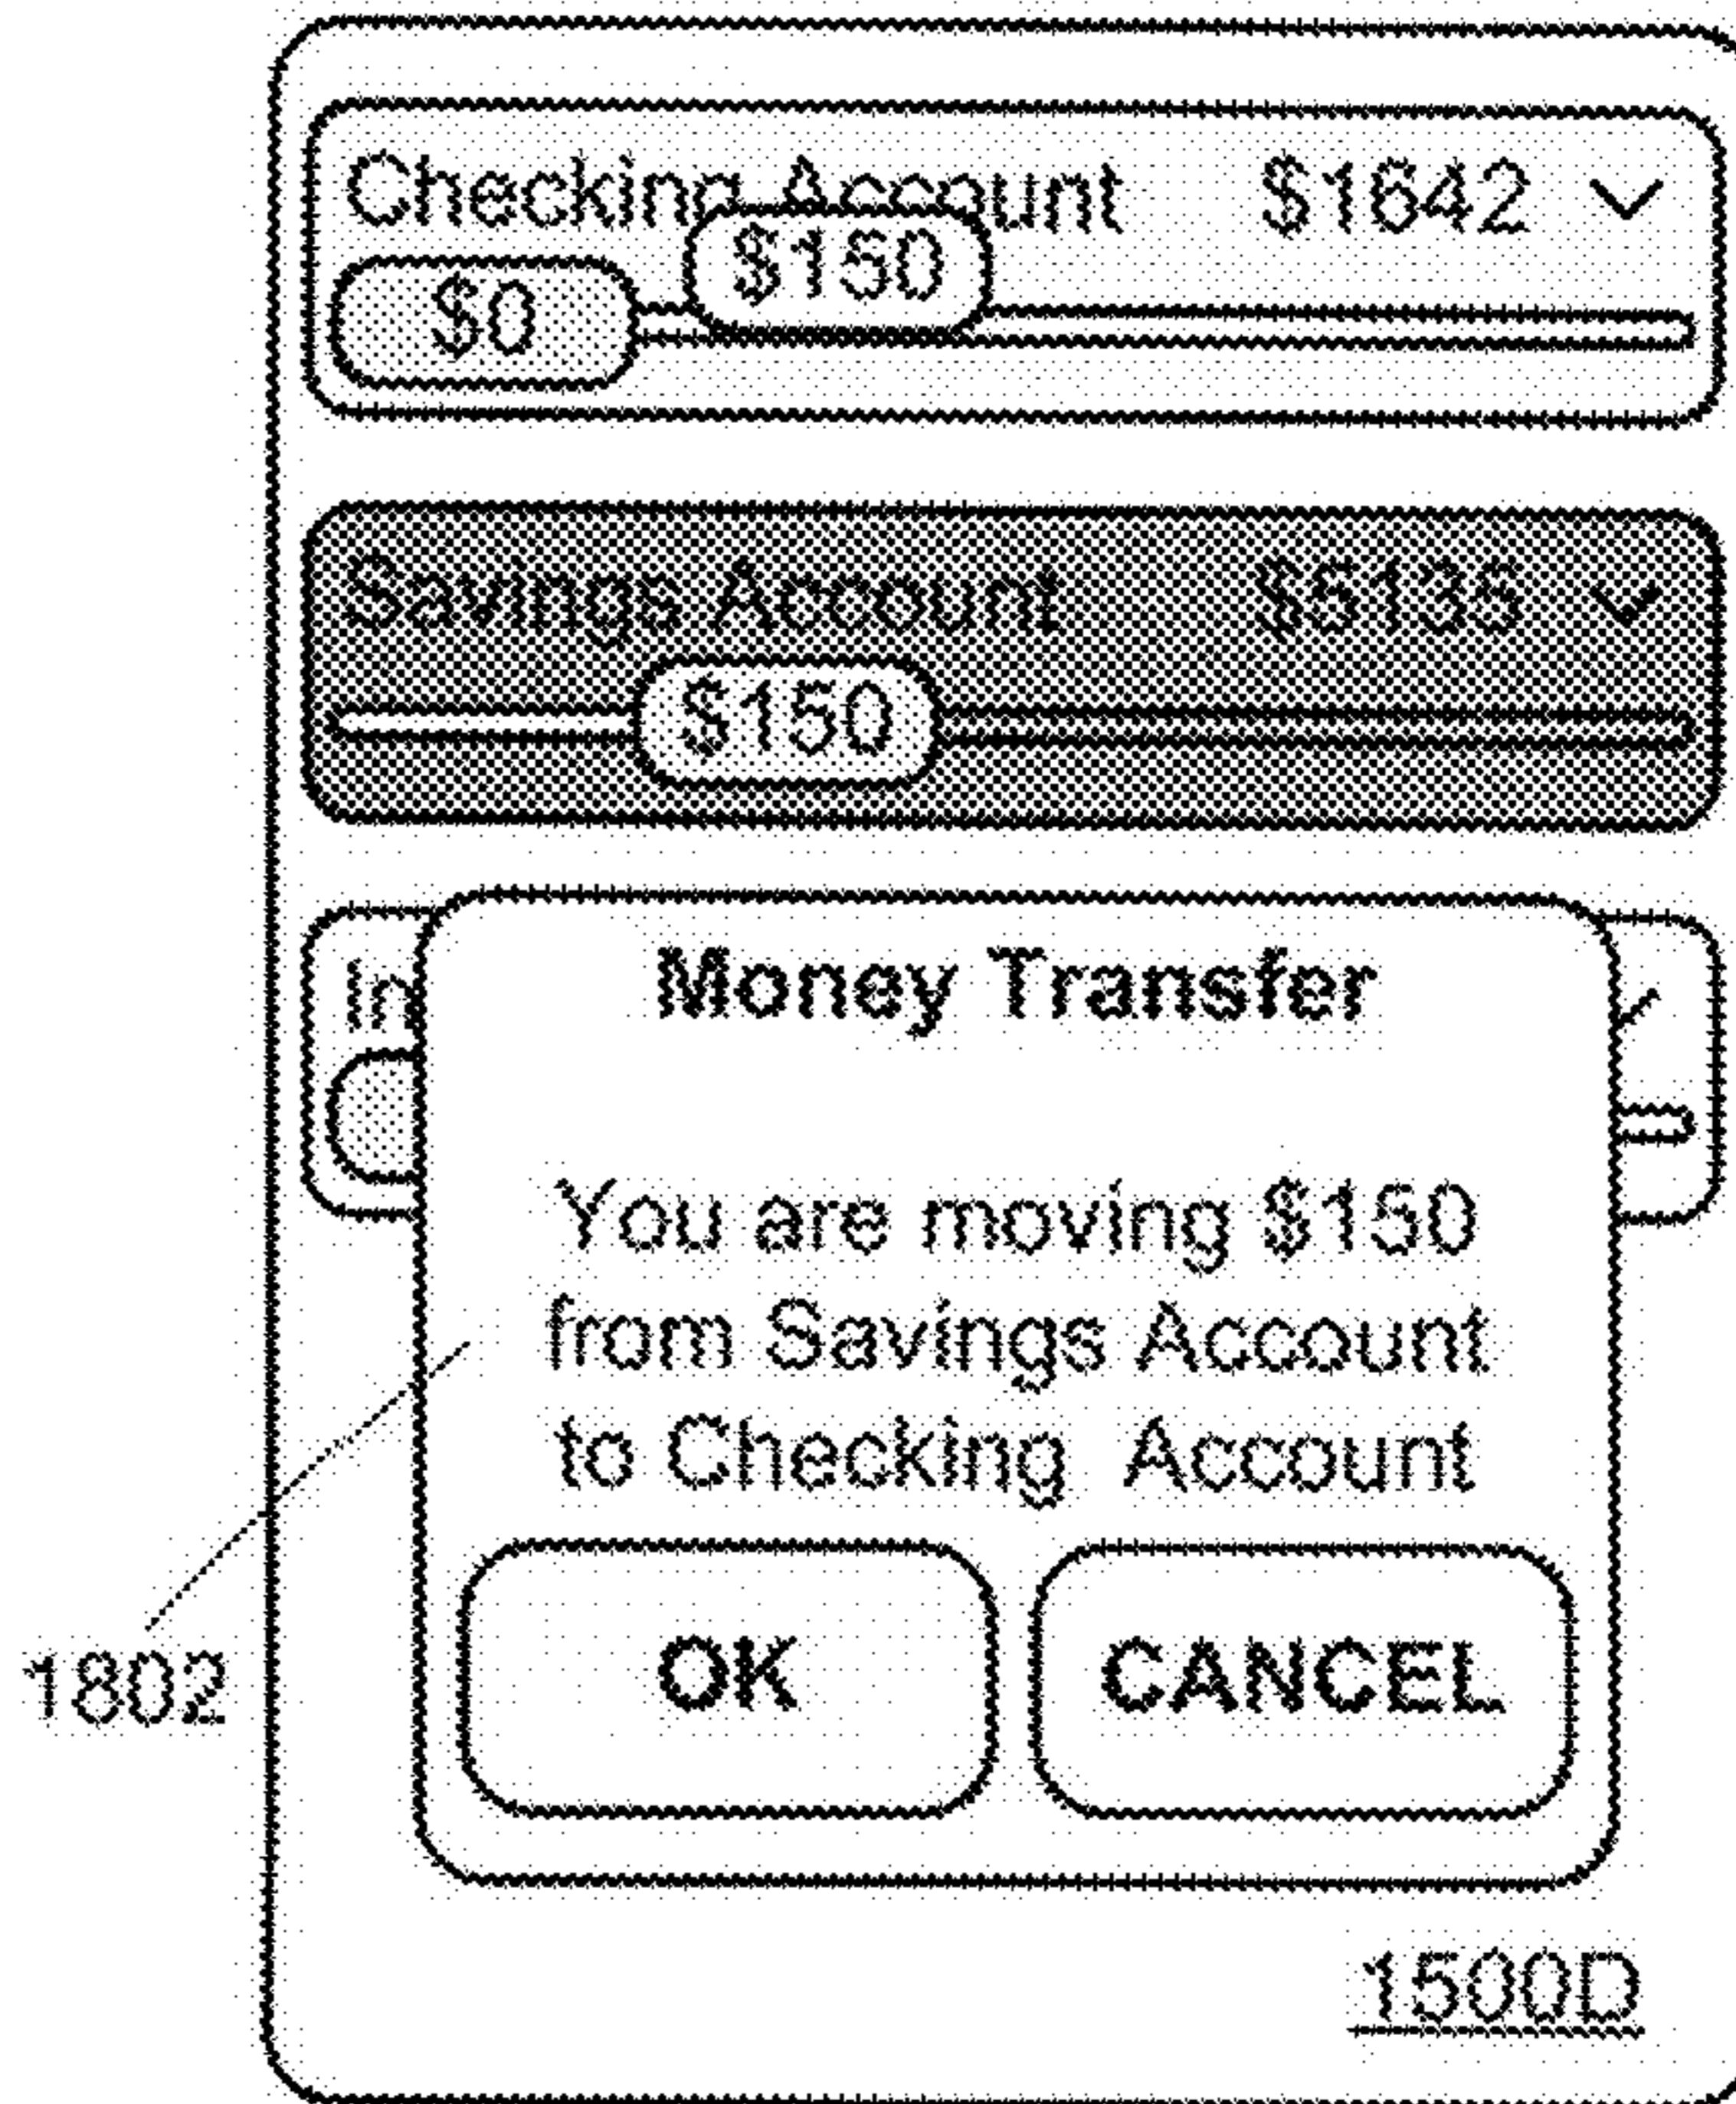 Checking Account $1642
$150
$0
Savings Account $5135
$150
In
Money Transfer
You are moving $150
from Savings Account
to Checking Account
OK CANCEL
1802
1500D